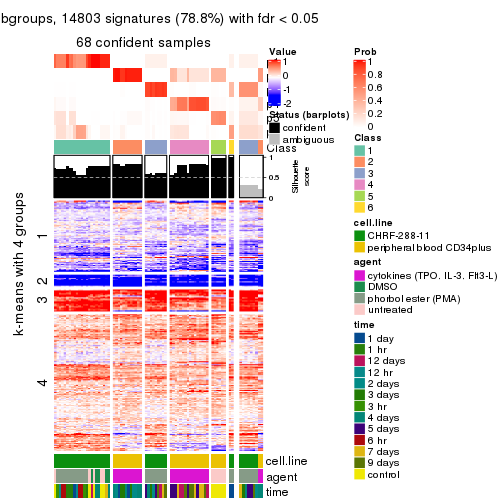 bgroups, 14803 signatures (78.8%) with fdr < 0.05
68 confident samples
Value
1
0
-1
-2
Status (barplots)
confident
ambiguous
Class
1
0.5
0
Silhouette
score
k-means with 4 groups
1
2
3
4
cell.line
agent
time
Prob
1
0.8
0.6
0.4
0.2
0
Class
1
2
3
4
5
6
cell.line
CHRF-288-11
peripheral blood CD34plus
agent
cytokines (TPO. IL-3. Flt3-L)
DMSO
phorbol ester (PMA)
untreated
time
1 day
1 hr
12 days
12 hr
2 days
3 days
3 hr
4 days
5 days
6 hr
7 days
9 days
control